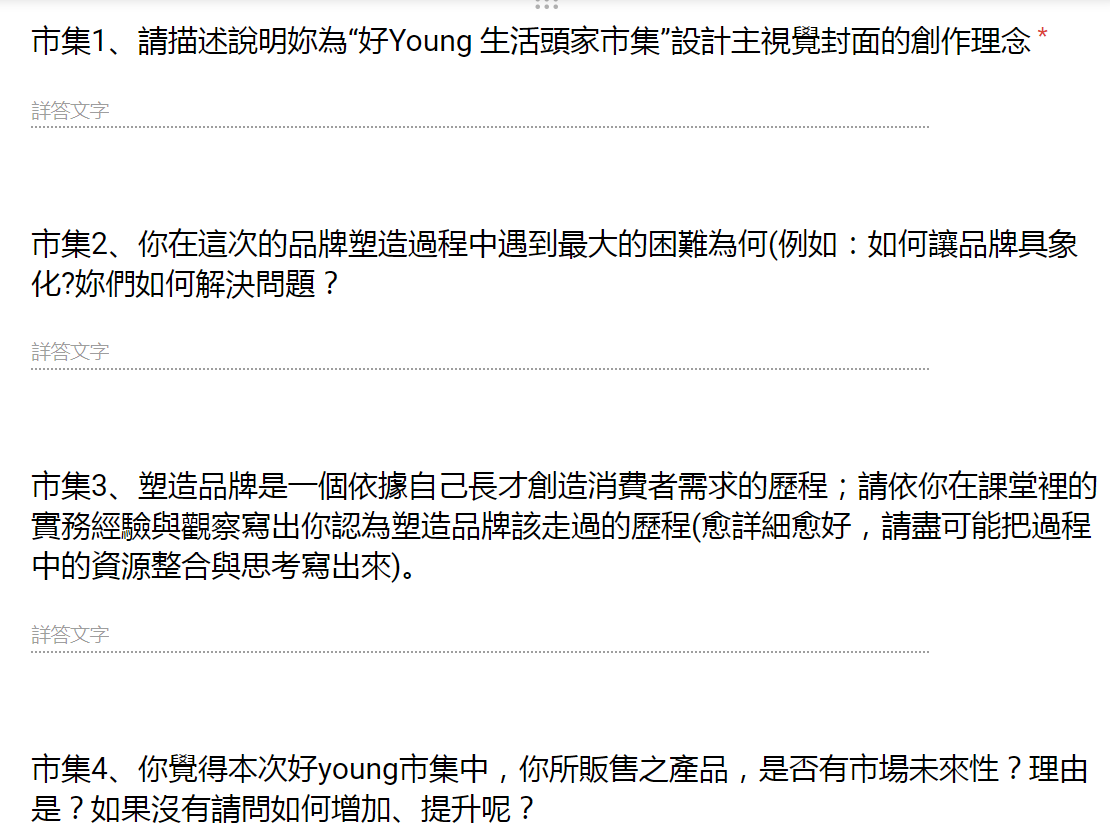 市集1、請描述說明妳為“好Young 生活頭家市集”設計主視覺封面的創作理念 *
詳答文字
市集2、你在這次的品牌塑造過程中遇到最大的困難為何(例如：如何讓品牌具象
化?妳們如何解決問題？
詳答文字
市集3、塑造品牌是一個依據自己長才創造消費者需求的歷程；請依你在課堂裡的
實務經驗與觀察寫出你認為塑造品牌該走過的歷程(愈詳細愈好，請盡可能把過程
中的資源整合與思考寫出來)。
詳答文字
市集4、你覺得本次好young市集中，你所販售之產品，是否有市場未來性？理由
是？如果沒有請問如何增加、提升呢？